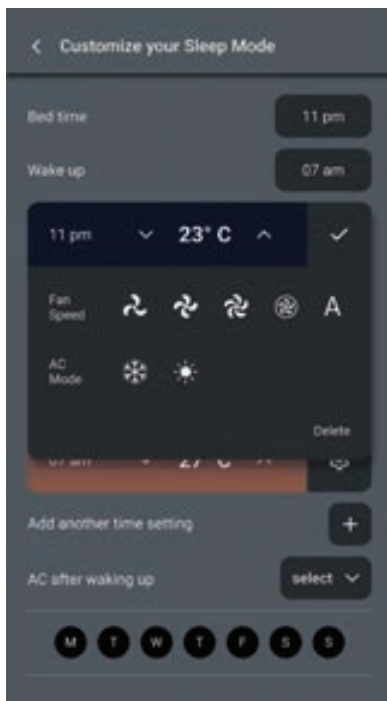 Customize your Sleep Mode
Bed time 11 pm
Wake up 07 am
11 pm 23° C
Fan
Speed A
AC
Mode
Delete
07 am 27° C
Add another time setting +
AC after waking up select
M T W T F S S